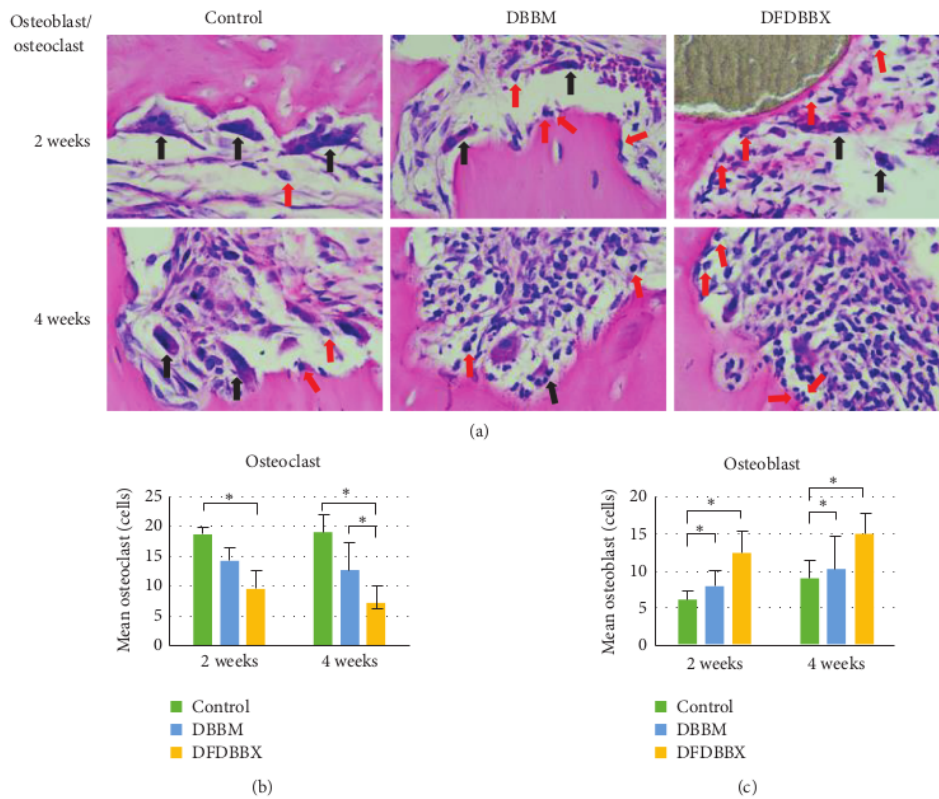 Osteoblast/
osteoclast
Control
DBBM
DFDBBX
2 weeks
4 weeks
(a)
Osteoclast
Mean osteoclast (cells)
25
20
15
10
5
0
*
*
*
2 weeks
4 weeks
Control
DBBM
DFDBBX
(b)
Osteoblast
Mean osteoblast (cells)
20
15
10
5
0
*
*
*
*
2 weeks
4 weeks
Control
DBBM
DFDBBX
(c)